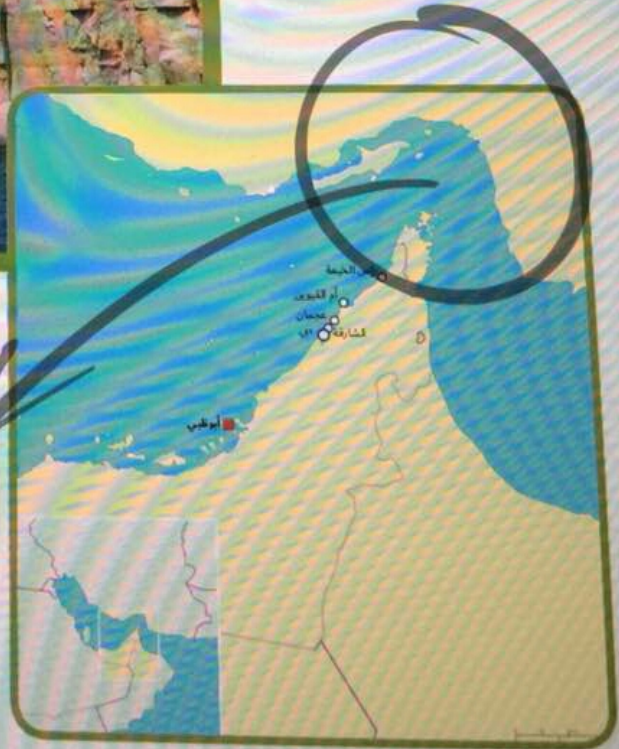 رأس الخيمة
أم القيوين
عجمان
الشارقة
دبي
أبوظبي